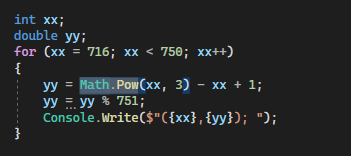 int xx;
double yy;
for (xx = 716; xx < 750; xx++)
{
yy = Math.Pow(xx, 3) - xx + 1;
yy = yy % 751;
Console.Write($"({xx},{yy}); ");
}